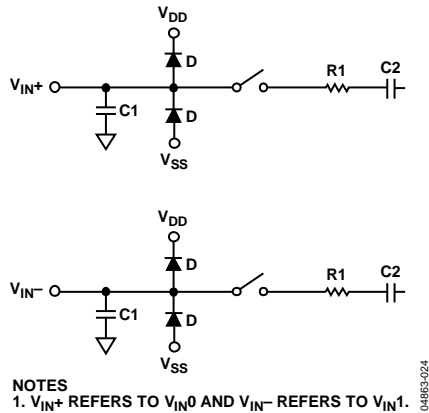 VDD
D
VIN+
R1
C2
C1
D
VSS
VDD
D
VIN–
R1
C2
C1
D
VSS
NOTES
1. VIN+ REFERS TO VIN0 AND VIN– REFERS TO VIN1.
04863-024